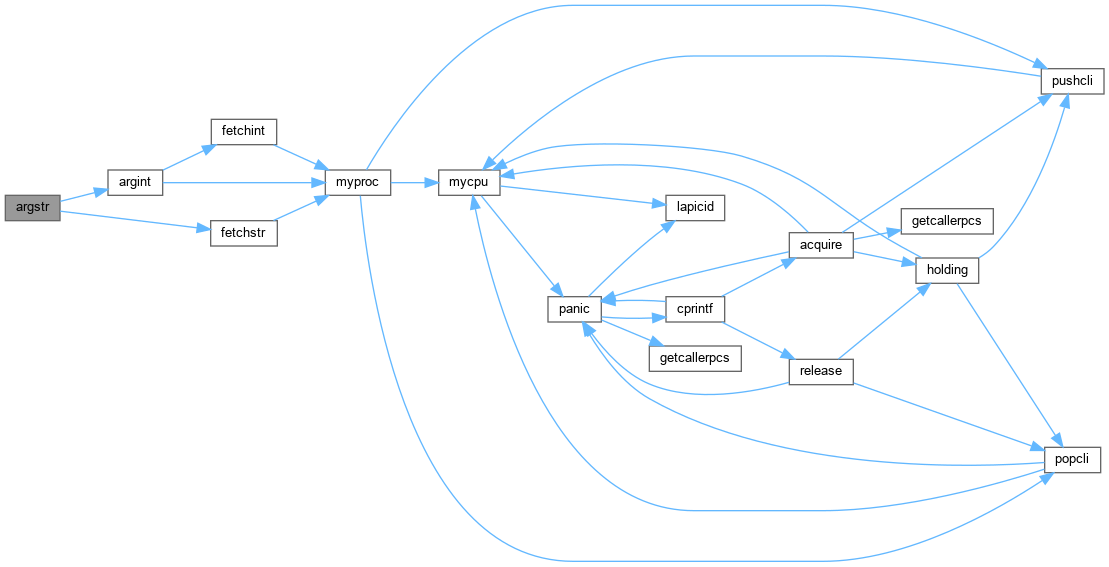 argstr
argint
fetchint
fetchstr
myproc
mycpu
lapicid
panic
cprintf
getcallerpcs
acquire
release
getcallerpcs
holding
pushcli
popcli